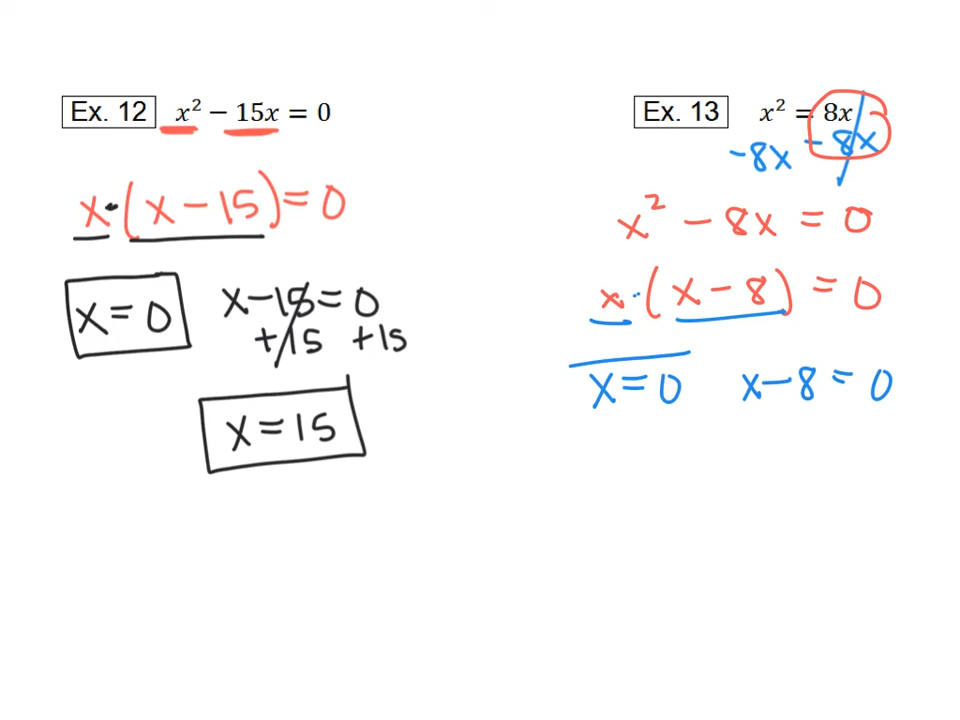 Ex. 12 x² − 15x = 0
x · (x − 15) = 0
x = 0 x − 15 = 0
+15 +15
x = 15
Ex. 13 x² = 8x
−8x −8x
x² − 8x = 0
x · (x − 8) = 0
x = 0 x − 8 = 0